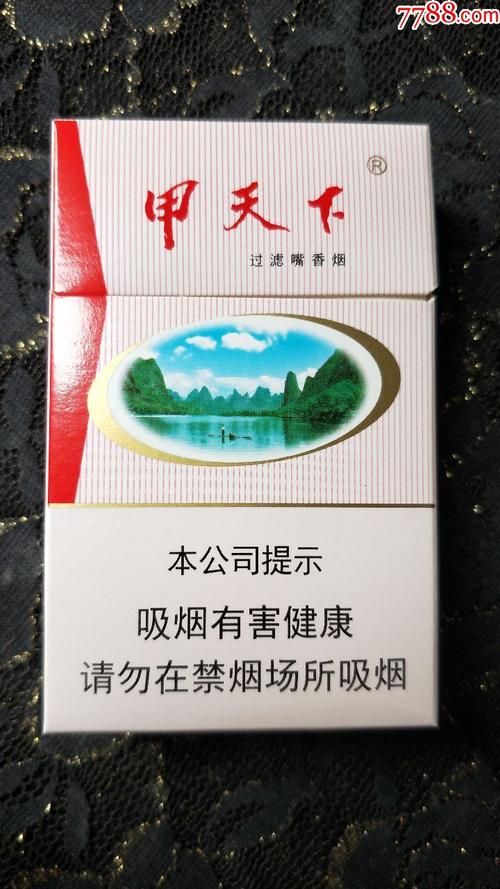 7788.com
甲天下®
过滤嘴香烟
本公司提示
吸烟有害健康
请勿在禁烟场所吸烟